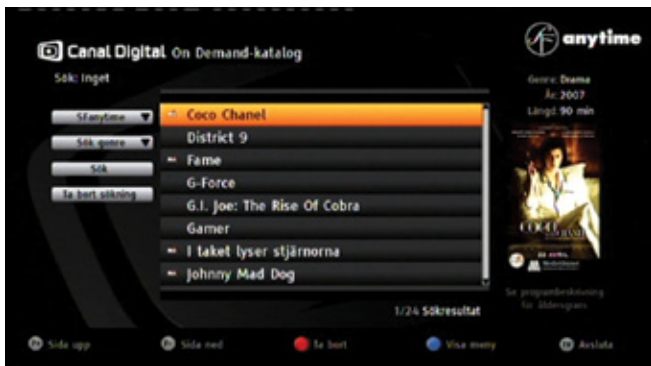 Canal Digital On Demand-katalog
SF anytime
Sök: Inget
Genre: Drama
År: 2007
Längd: 90 min
SFanytime
Sök genre
Sök
Ta bort sökning
Coco Chanel
District 9
Fame
G-Force
G.I. Joe: The Rise Of Cobra
Gamer
I taket lyser stjärnorna
Johnny Mad Dog
COCO
Se programbeskrivning
för åldersgräns
1/24 Sökresultat
Sida upp
Sida ned
Ta bort
Visa meny
Avsluta